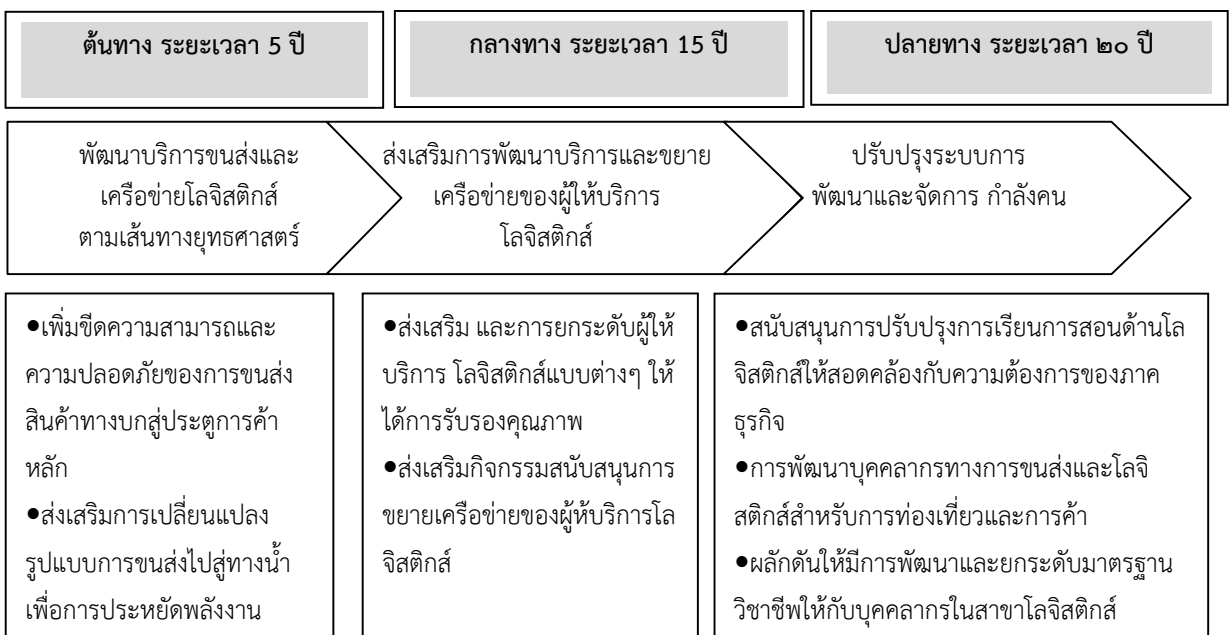 ต้นทาง ระยะเวลา 5 ปี
กลางทาง ระยะเวลา 15 ปี
ปลายทาง ระยะเวลา ๒๐ ปี
พัฒนาบริการขนส่งและ
เครือข่ายโลจิสติกส์
ตามเส้นทางยุทธศาสตร์
ส่งเสริมการพัฒนาบริการและขยาย
เครือข่ายของผู้ให้บริการ
โลจิสติกส์
ปรับปรุงระบบการ
พัฒนาและจัดการ กำลังคน
●เพิ่มขีดความสามารถและ
ความปลอดภัยของการขนส่ง
สินค้าทางบกสู่ประตูการค้า
หลัก
●ส่งเสริมการเปลี่ยนแปลง
รูปแบบการขนส่งไปสู่ทางน้ำ
เพื่อการประหยัดพลังงาน
●ส่งเสริม และการยกระดับผู้ให้
บริการ โลจิสติกส์แบบต่างๆ ให้
ได้การรับรองคุณภาพ
●ส่งเสริมกิจกรรมสนับสนุนการ
ขยายเครือข่ายของผู้ห้บริการโล
จิสติกส์
●สนับสนุนการปรับปรุงการเรียนการสอนด้านโล
จิสติกส์ให้สอดคล้องกับความต้องการของภาค
ธุรกิจ
●การพัฒนาบุคคลากรทางการขนส่งและโลจิ
สติกส์สำหรับการท่องเที่ยวและการค้า
●ผลักดันให้มีการพัฒนาและยกระดับมาตรฐาน
วิชาชีพให้กับบุคคลากรในสาขาโลจิสติกส์